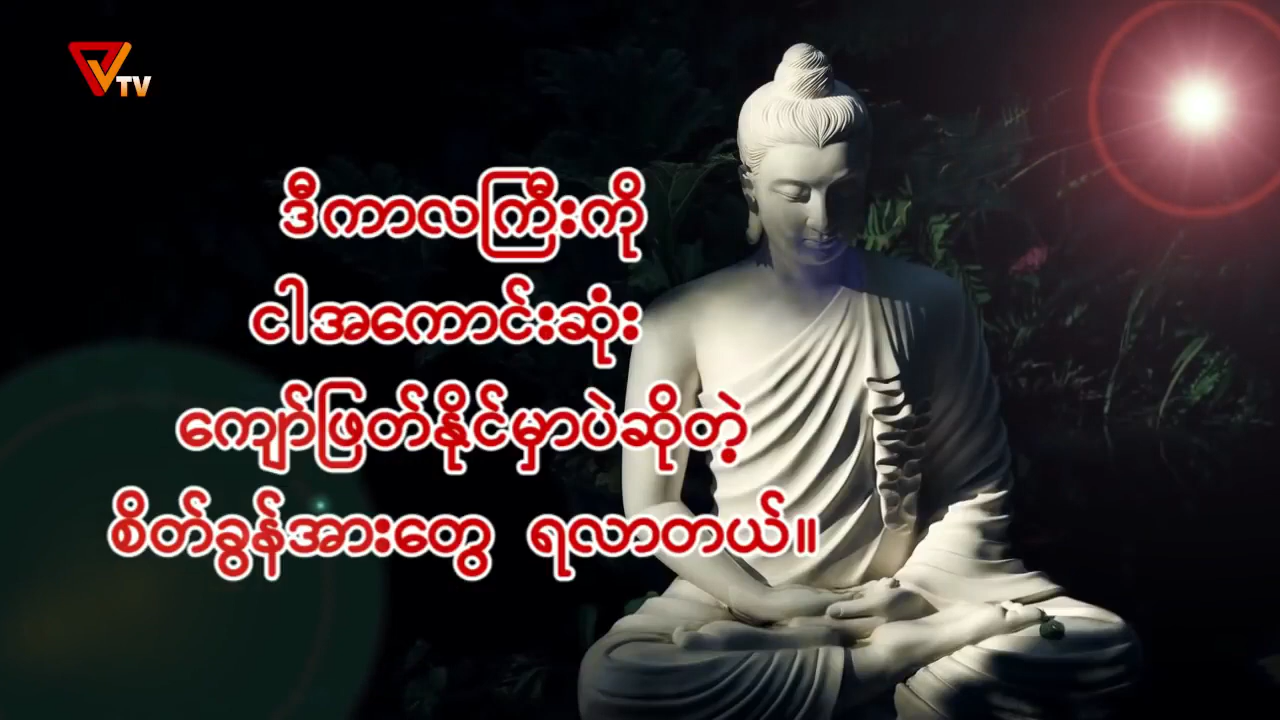 TV
ဒီကာလကြီးကို
ငါအကောင်းဆုံး
ကျော်ဖြတ်နိုင်မှာပဲဆိုတဲ့
စိတ်ခွန်အားတွေ ရလာတယ်။